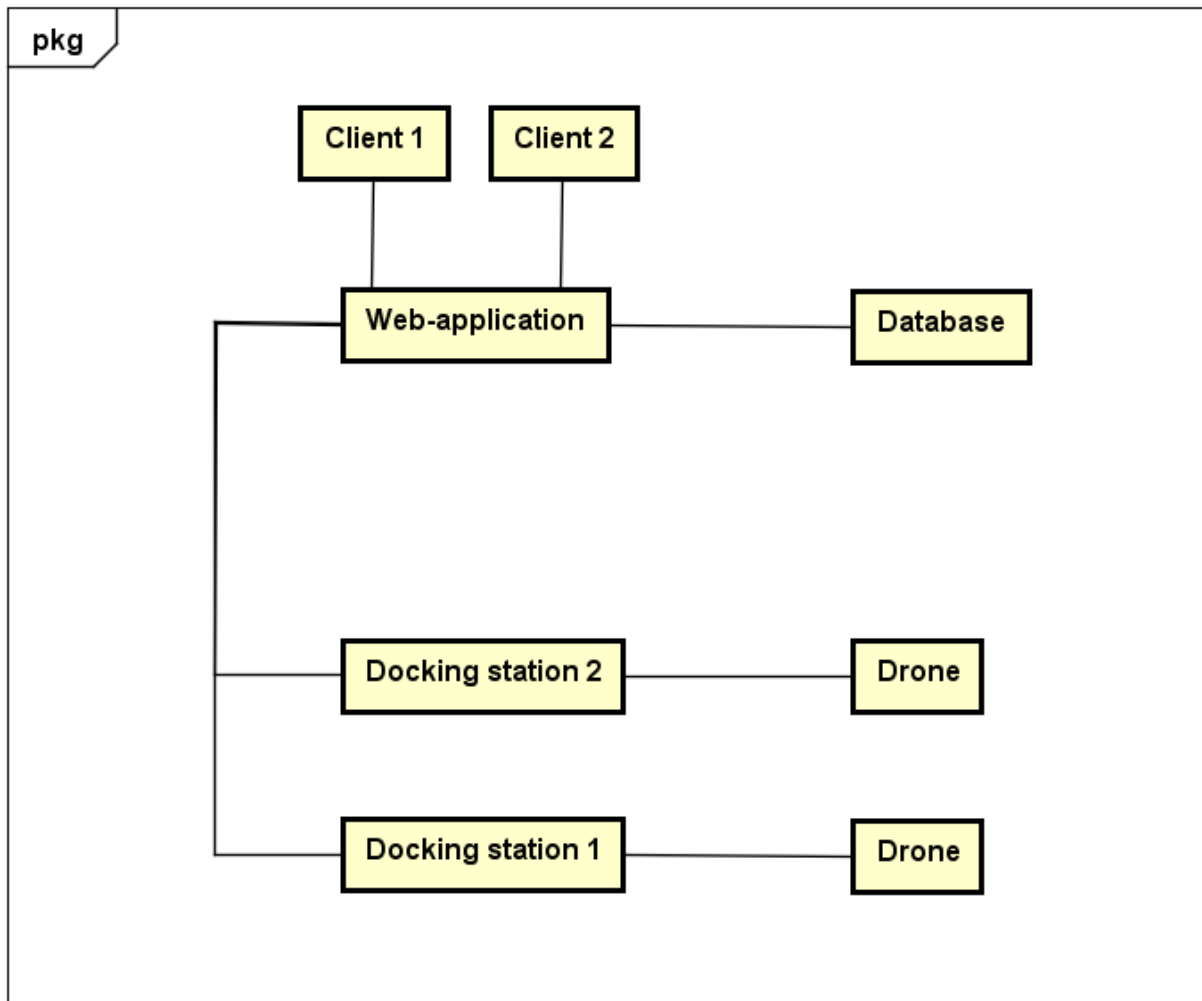 pkg
Client 1
Client 2
Web-application
Database
Docking station 2
Drone
Docking station 1
Drone